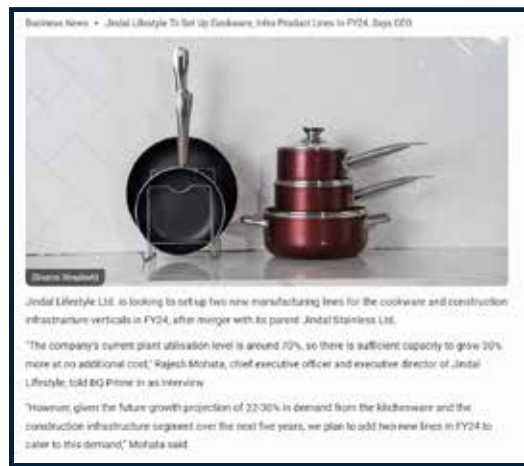 Business News • Jindal Lifestyle To Set Up Cookware, Infra Product Lines In FY24, Says CEO
(Source: Unsplash)
Jindal Lifestyle Ltd. is looking to set up two new manufacturing lines for the cookware and construction
infrastructure verticals in FY24, after merger with its parent Jindal Stainless Ltd.
"The company's current plant utilisation level is around 70%, so there is sufficient capacity to grow 30%
more at no additional cost," Rajesh Mohata, chief executive officer and executive director of Jindal
Lifestyle, told BQ Prime in an interview.
"However, given the future growth projection of 22-30% in demand from the kitchenware and the
construction infrastructure segment over the next five years, we plan to add two new lines in FY24 to
cater to this demand," Mohata said.